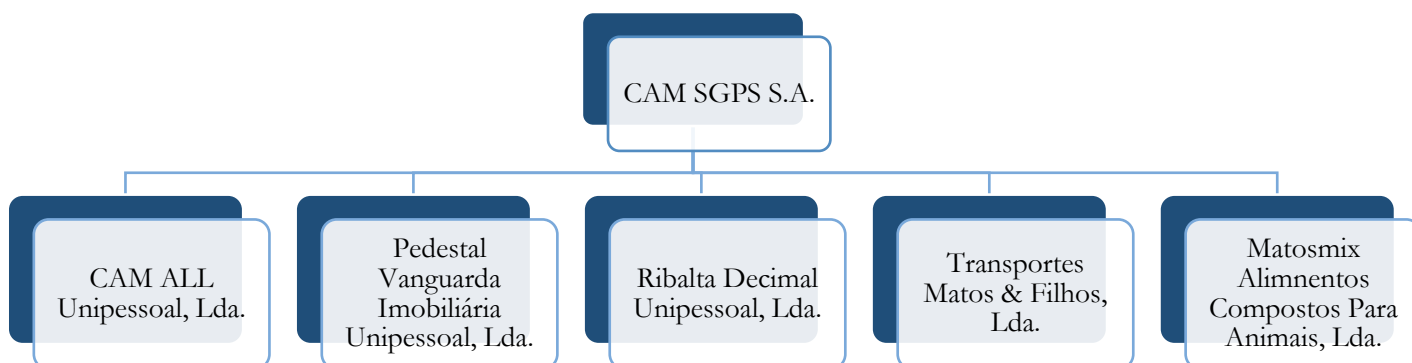 CAM SGPS S.A.
CAM ALL
Unipessoal, Lda.
Pedestal
Vanguarda
Imobiliária
Unipessoal, Lda.
Ribalta Decimal
Unipessoal, Lda.
Transportes
Matos & Filhos,
Lda.
Matosmix
Alimnentos
Compostos Para
Animais, Lda.